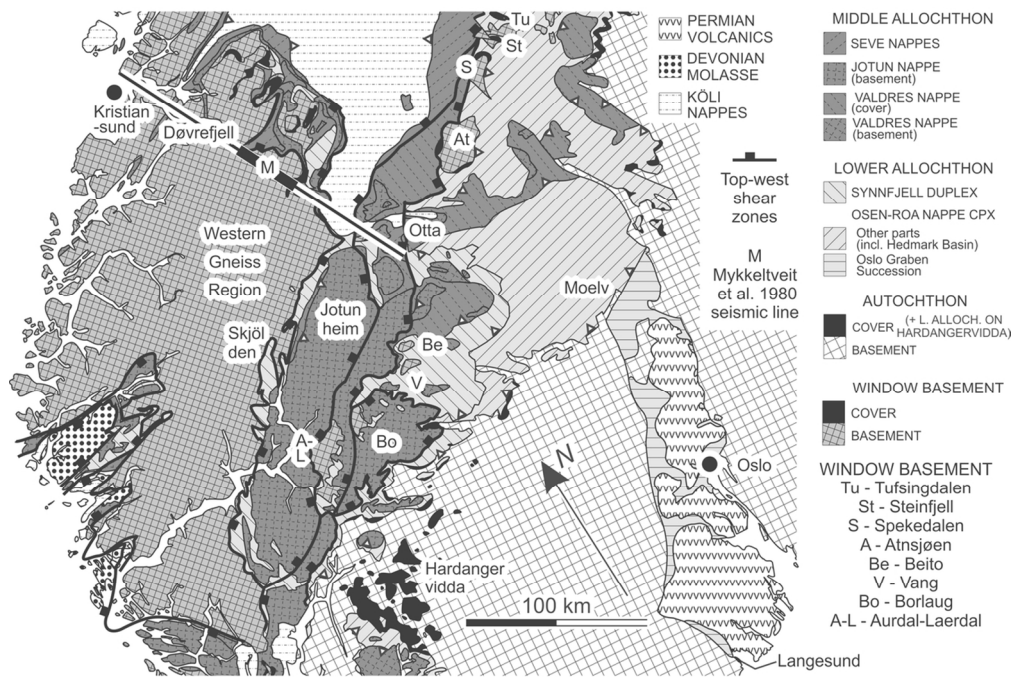 Tu
St
S
At
Kristian
-sund
Døvrefjell
M
Otta
Western
Gneiss
Region
Moelv
Jotun
heim
Skjöl
den
Be
V
Bo
A-
L
N
Oslo
Hardanger
vidda
100 km
Langesund
PERMIAN
VOLCANICS
DEVONIAN
MOLASSE
KÖLI
NAPPES
Top-west
shear
zones
M
Mykkeltveit
et al. 1980
seismic line
MIDDLE ALLOCHTHON
SEVE NAPPES
JOTUN NAPPE
(basement)
VALDRES NAPPE
(cover)
VALDRES NAPPE
(basement)
LOWER ALLOCHTHON
SYNNFJELL DUPLEX
OSEN-ROA NAPPE CPX
Other parts
(incl. Hedmark Basin)
Oslo Graben
Succession
AUTOCHTHON
COVER (+ L. ALLOCH. ON
HARDANGERVIDDA)
BASEMENT
WINDOW BASEMENT
COVER
BASEMENT
WINDOW BASEMENT
Tu - Tufsingdalen
St - Steinfjell
S - Spekedalen
A - Atnsjøen
Be - Beito
V - Vang
Bo - Borlaug
A-L - Aurdal-Laerdal